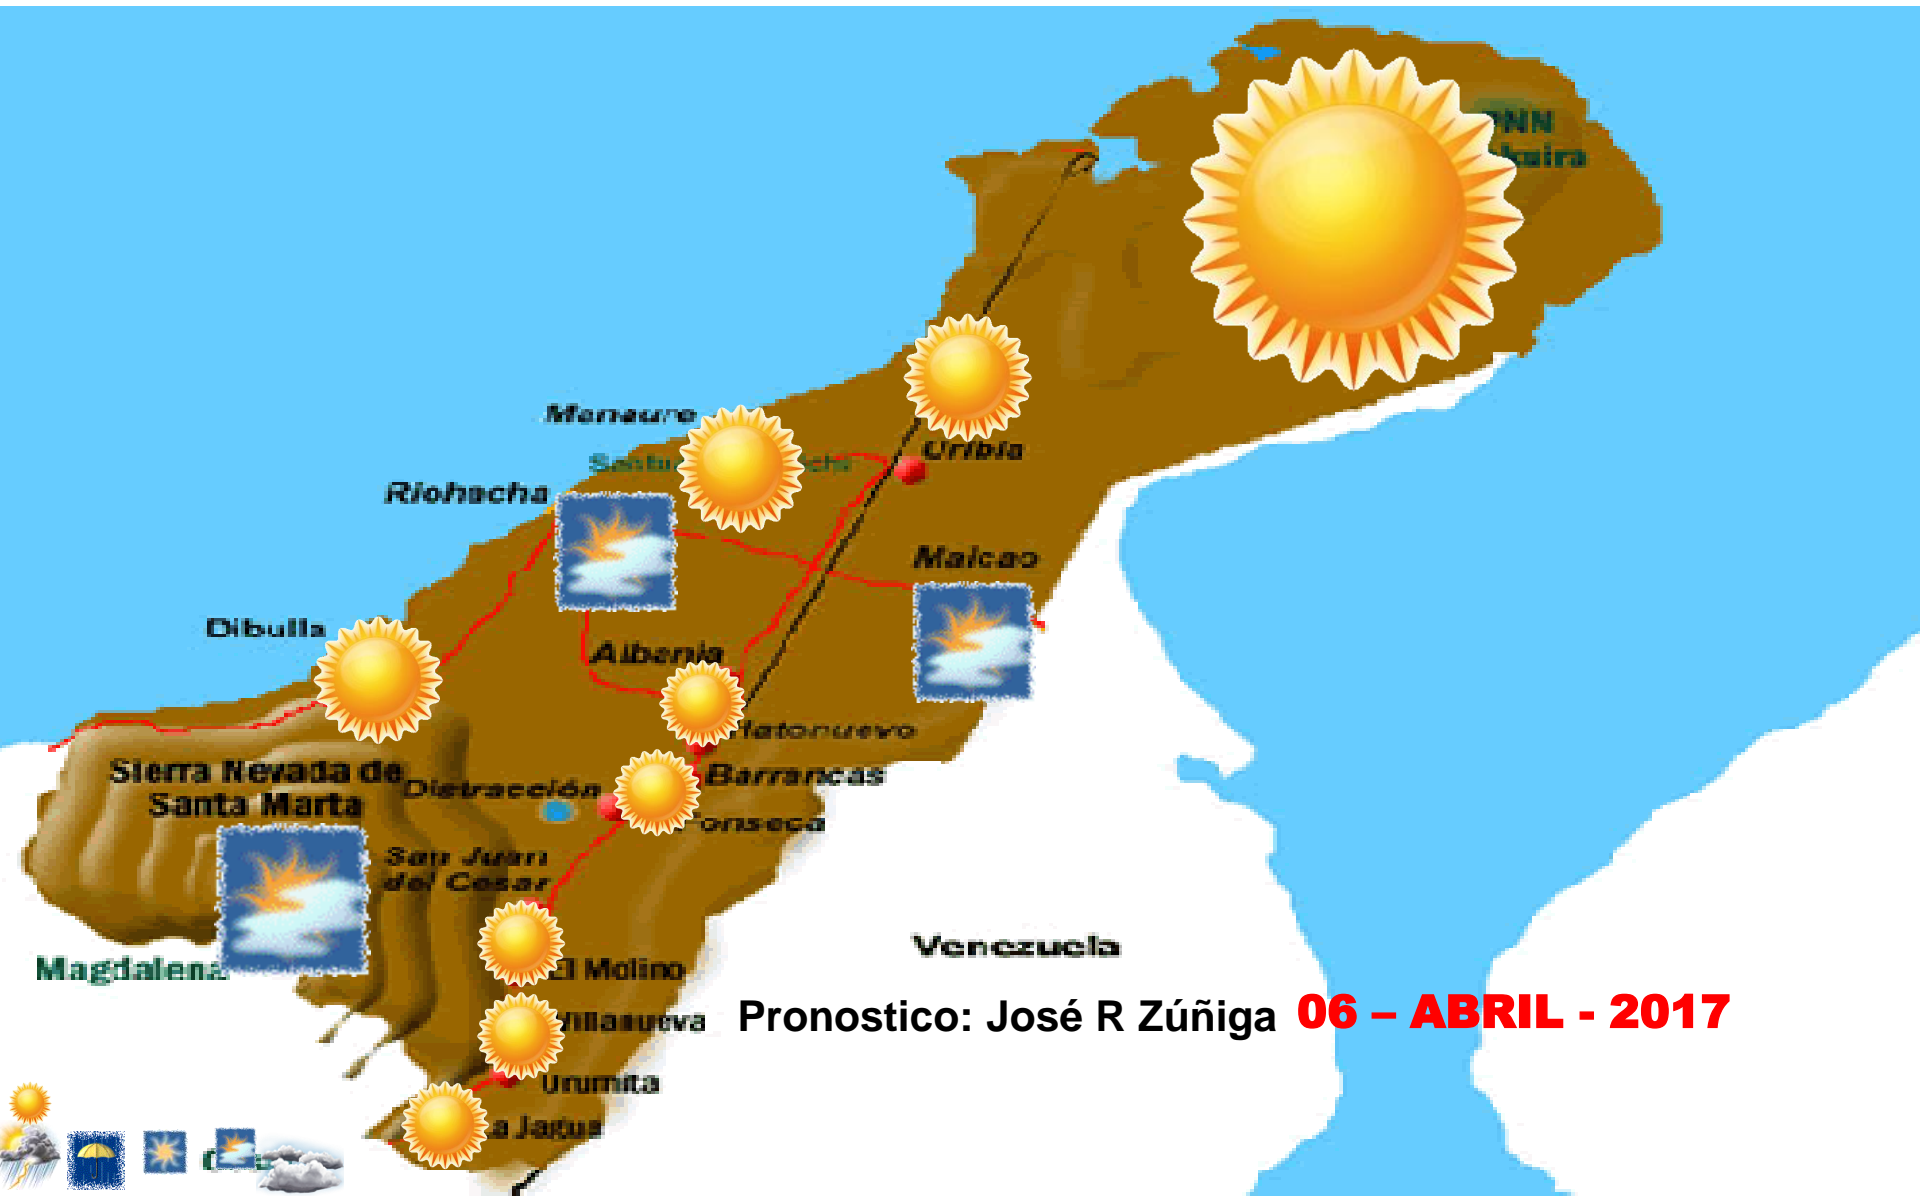 PNN
Manaure
Uribia
Riohacha
Maicao
Dibulla
Albania
Hatonuevo
Sierra Nevada de
Santa Marta
Distracción
Barrancas
Fonseca
San Juan
del Cesar
Magdalena
El Molino
Venezuela
Villanueva
Pronostico: José R Zúñiga 06 – ABRIL - 2017
Urumita
La Jagua